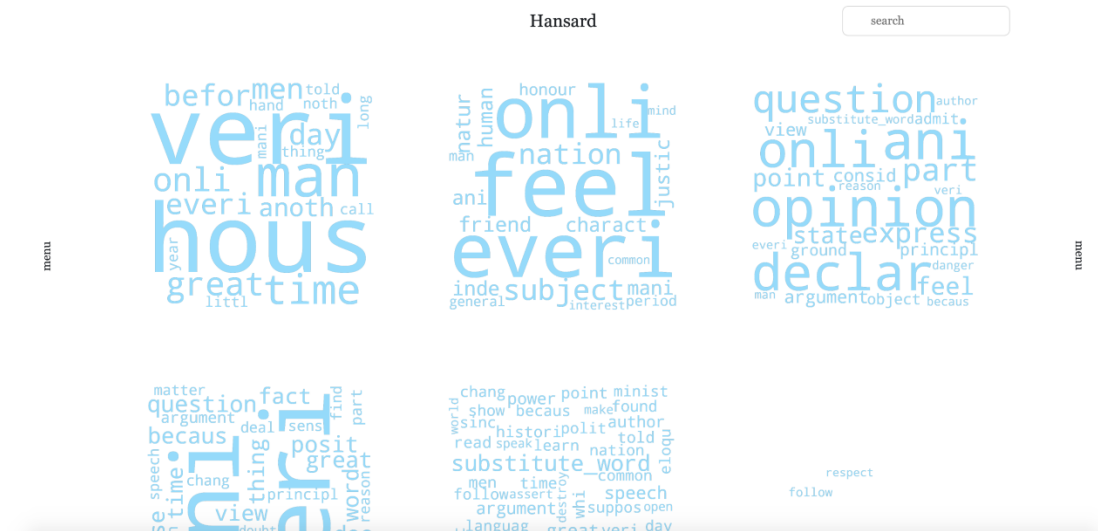 Hansard
search
menu
menu
befor men told
hand noth
long
veri
mani
day
thing
onli man
everi anoth call
hous
year
great time
littl
honour
natur
human
onli
mind
life
man
nation
justic
feel
ani
friend charact
everi
common
inde subject mani
general interest period
question author
substitute_word admit
view
onli ani
point consid part
reason
veri
opinion
state express
everi
ground principl
declar danger
feel
man argument object becaus
matter
question fact
find
part
argument
deal sens
becaus
posit
great
speech
time
chang
thing
principl
word
reason
view
doubt
veri
chang power point minist
world
show becaus make found
sinc histori polit author
told
read speak learn nation
eloqu
substitute_word
common
men time
destroy
follow assert whi speech
argument suppos open
languag great veri day
respect
follow